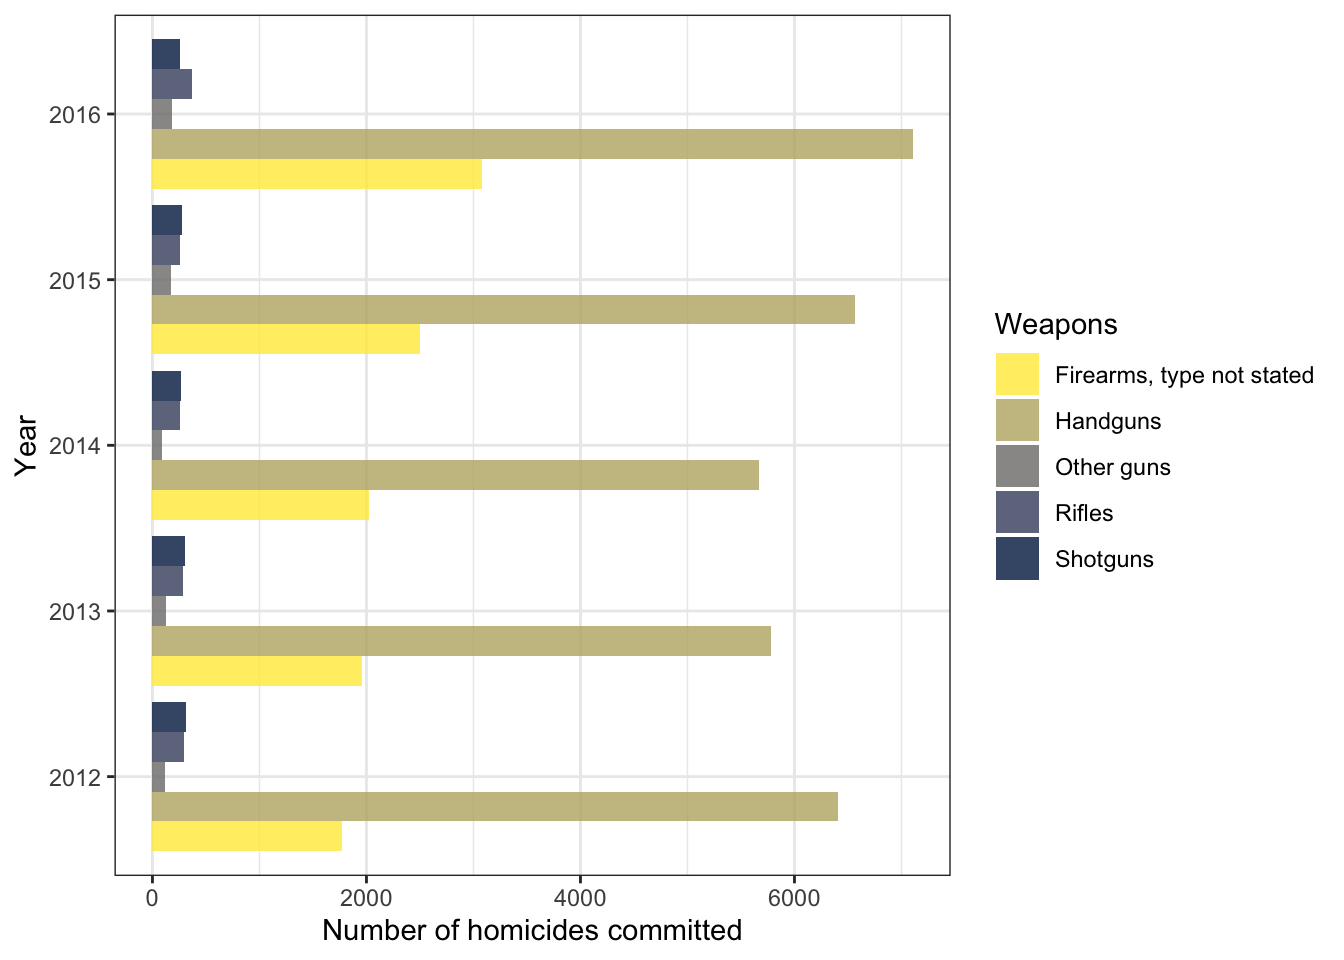 2016
2015
2014
2013
2012
Year
0 2000 4000 6000
Number of homicides committed
Weapons
Firearms, type not stated
Handguns
Other guns
Rifles
Shotguns